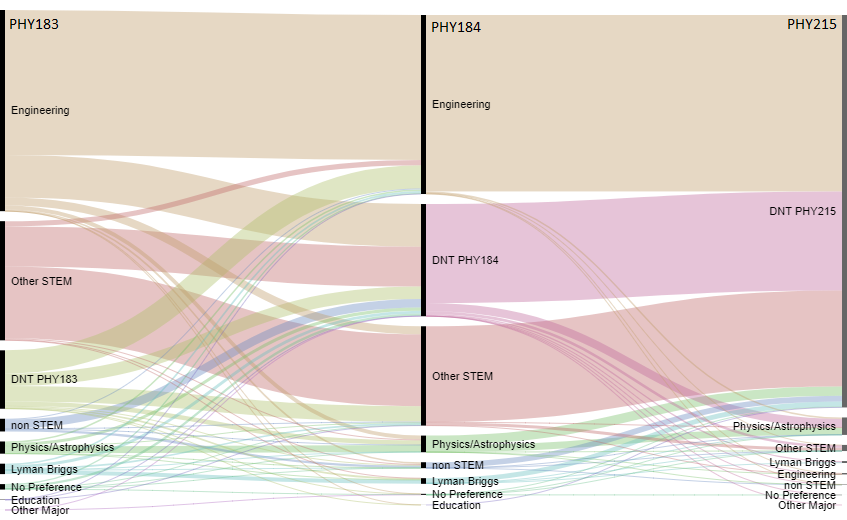 PHY183
Engineering
Other STEM
DNT PHY183
non STEM
Physics/Astrophysics
Lyman Briggs
No Preference
Education
Other Major
PHY184
Engineering
DNT PHY184
Other STEM
Physics/Astrophysics
non STEM
Lyman Briggs
No Preference
Education
PHY215
DNT PHY215
Physics/Astrophysics
Other STEM
Lyman Briggs
Engineering
non STEM
No Preference
Other Major